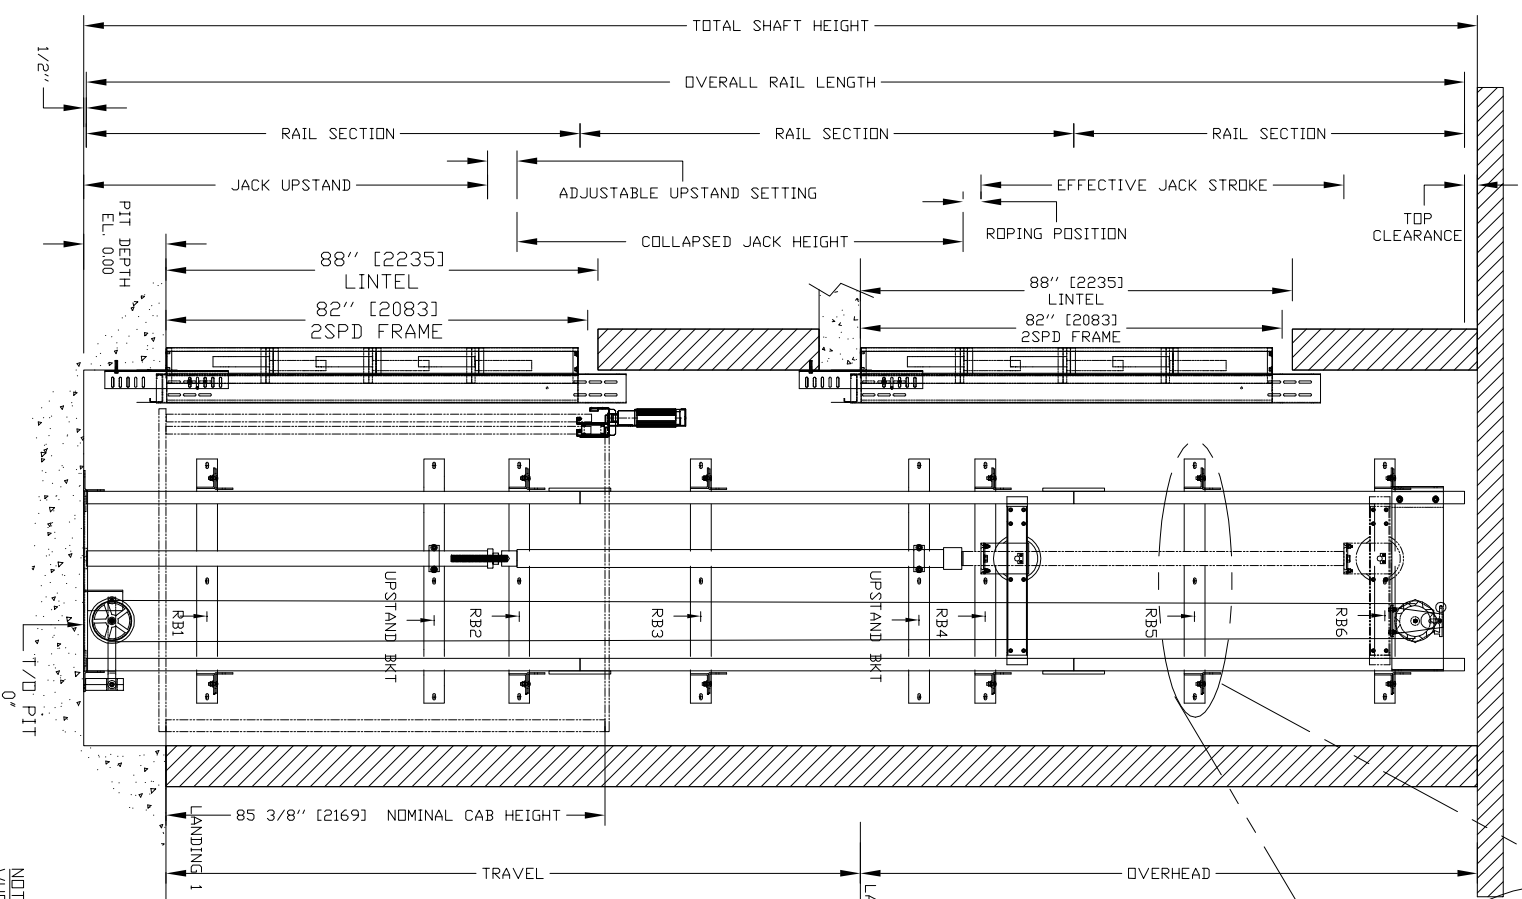 TOTAL SHAFT HEIGHT
1/2''
OVERALL RAIL LENGTH
RAIL SECTION
RAIL SECTION
RAIL SECTION
JACK UPSTAND
ADJUSTABLE UPSTAND SETTING
EFFECTIVE JACK STROKE
TOP
CLEARANCE
ROPING POSITION
COLLAPSED JACK HEIGHT
PIT DEPTH
EL. 0.00
88'' [2235]
LINTEL
82'' [2083]
2SPD FRAME
88'' [2235]
LINTEL
82'' [2083]
2SPD FRAME
RB1
UPSTAND BKT
RB2
RB3
UPSTAND BKT
RB4
RB5
RB6
T/O PIT
0"
85 3/8'' [2169] NOMINAL CAB HEIGHT
LANDING 1
TRAVEL
OVERHEAD